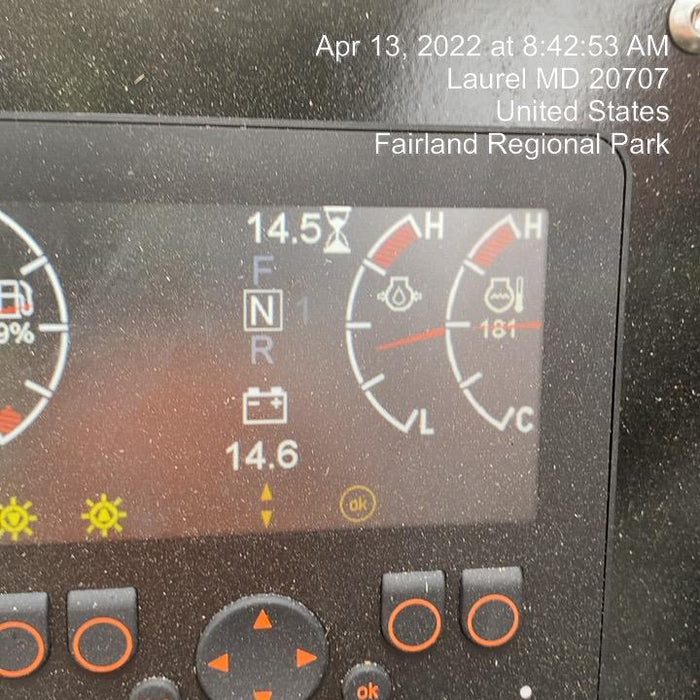 Apr 13, 2022 at 8:42:53 AM
Laurel MD 20707
United States
Fairland Regional Park
14.5 H H
F
N 1
R
9% 181
L C
14.6
ok
ok